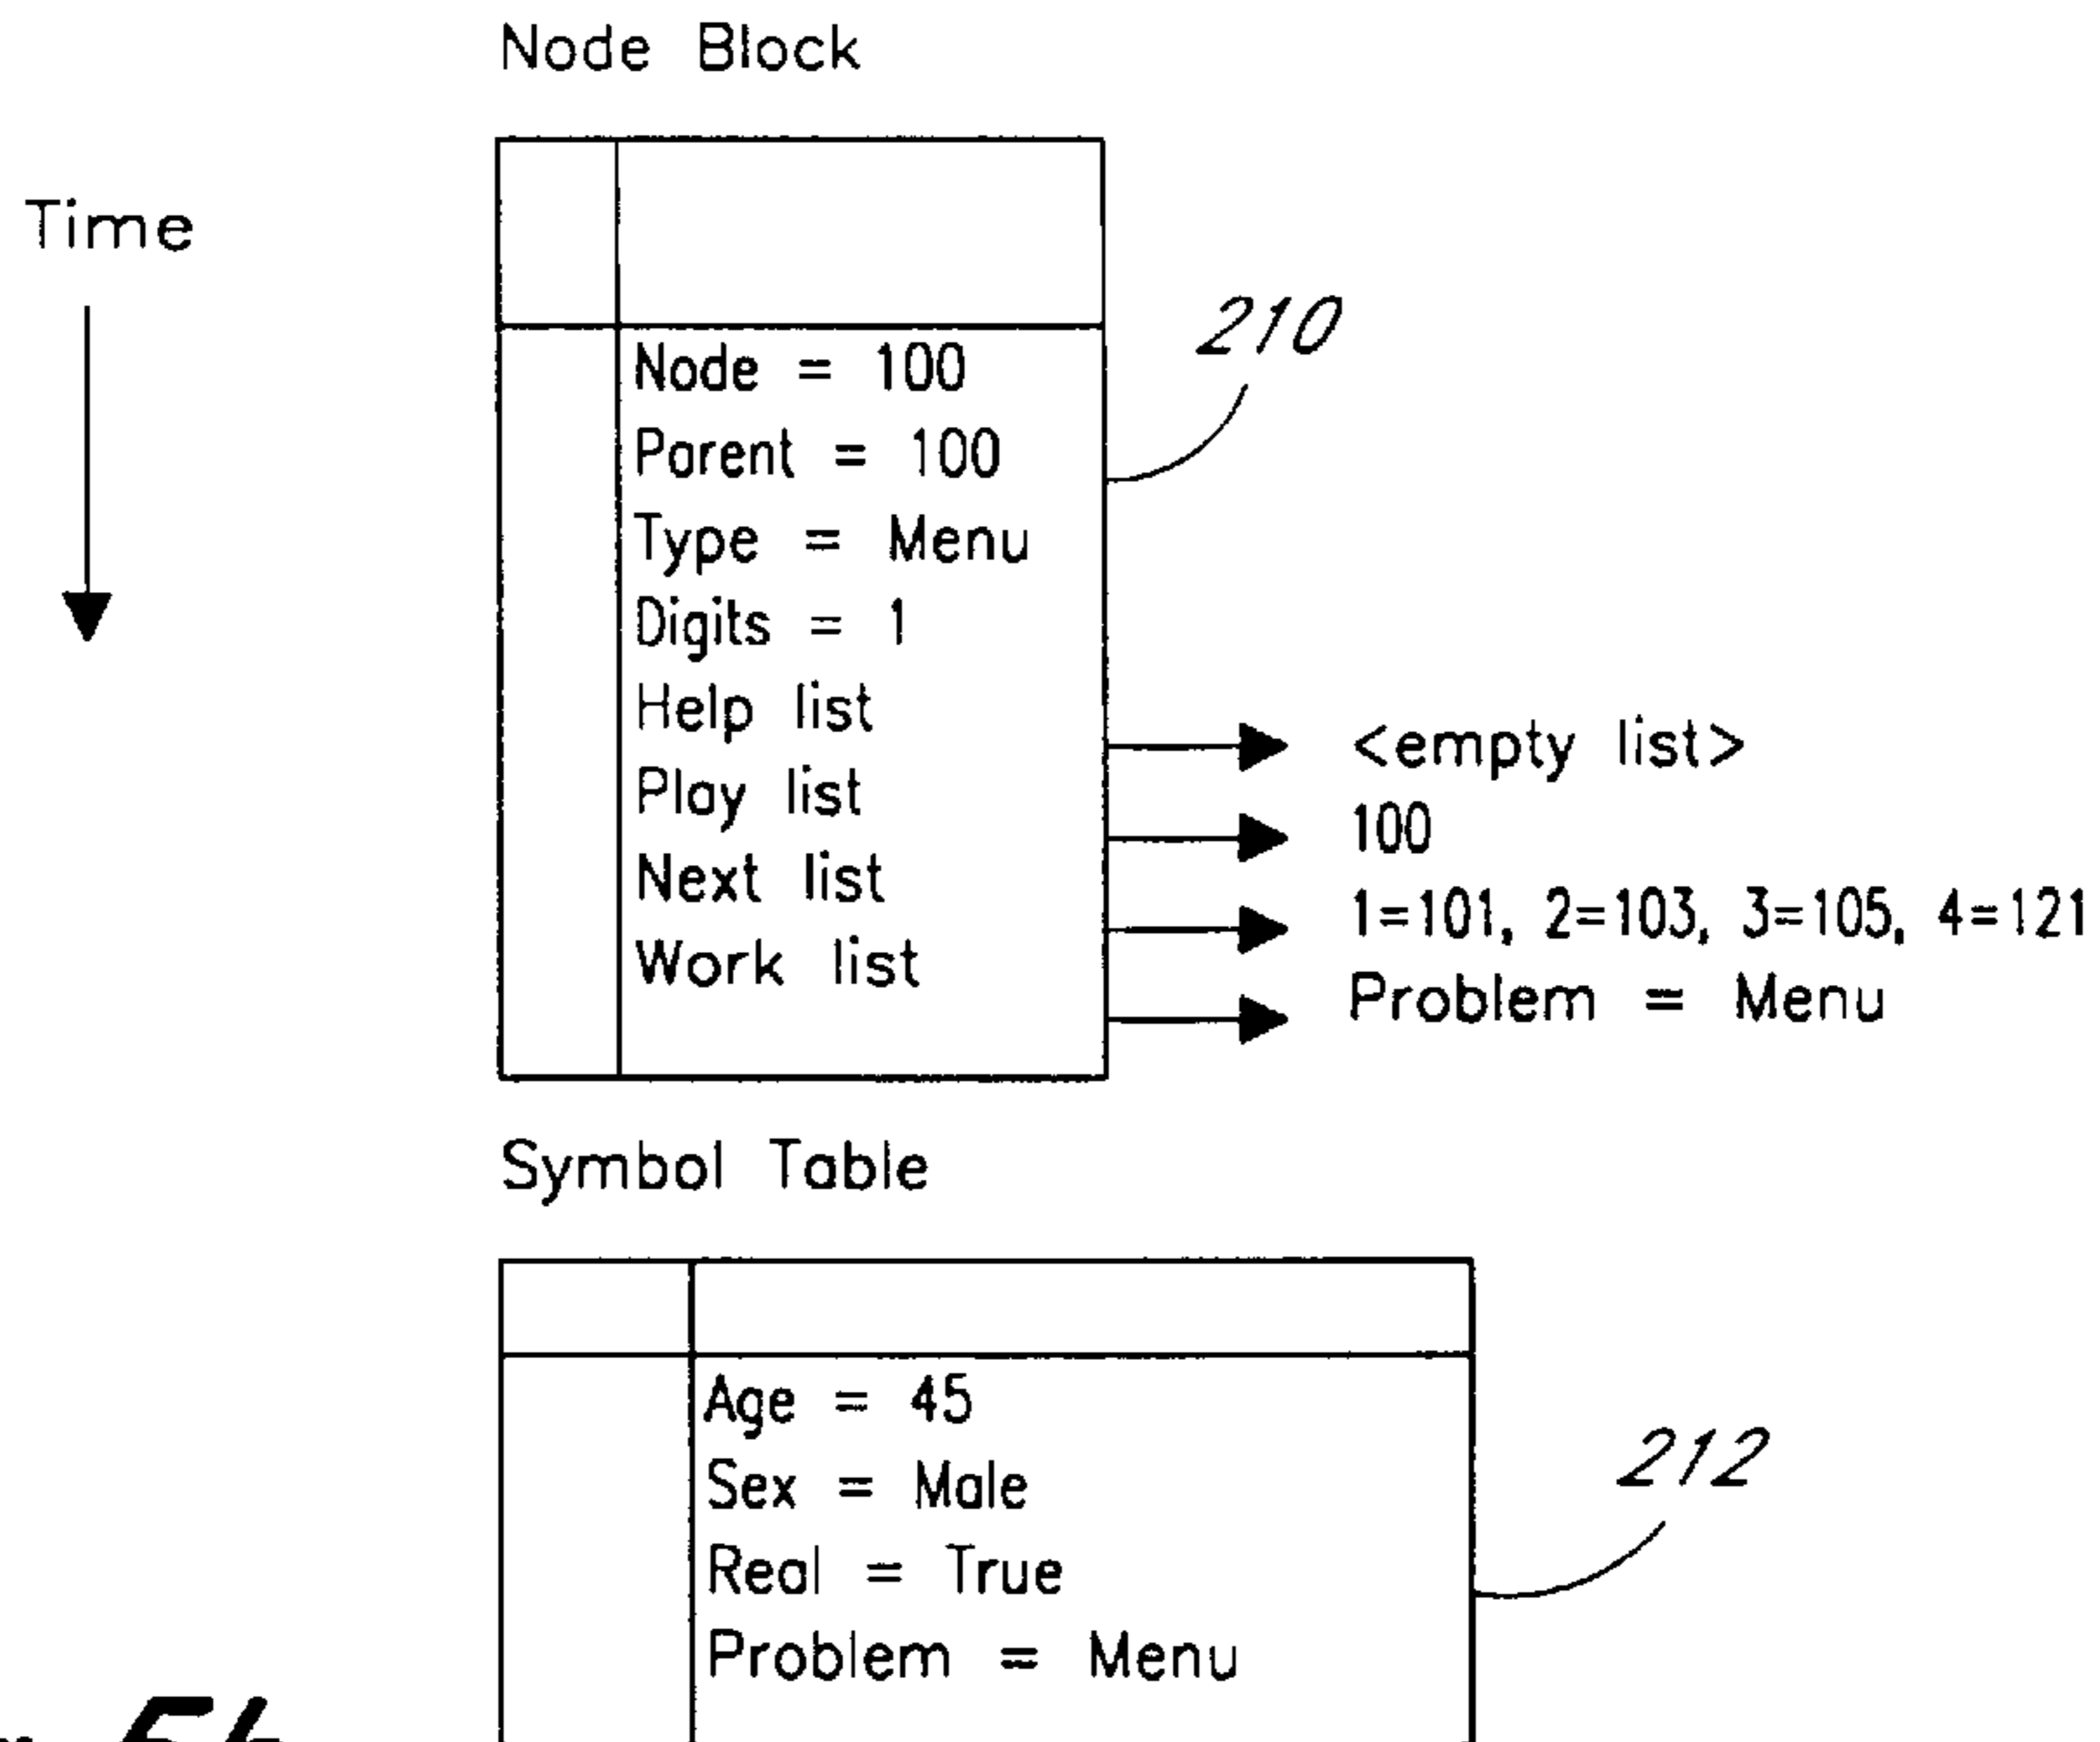 Node Block
Time
210
Node = 100
Parent = 100
Type = Menu
Digits = 1
Help list
<empty list>
Play list
100
Next list
1=101, 2=103, 3=105, 4=121
Work list
Problem = Menu
Symbol Table
Age = 45
Sex = Male
212
Real = True
Problem = Menu